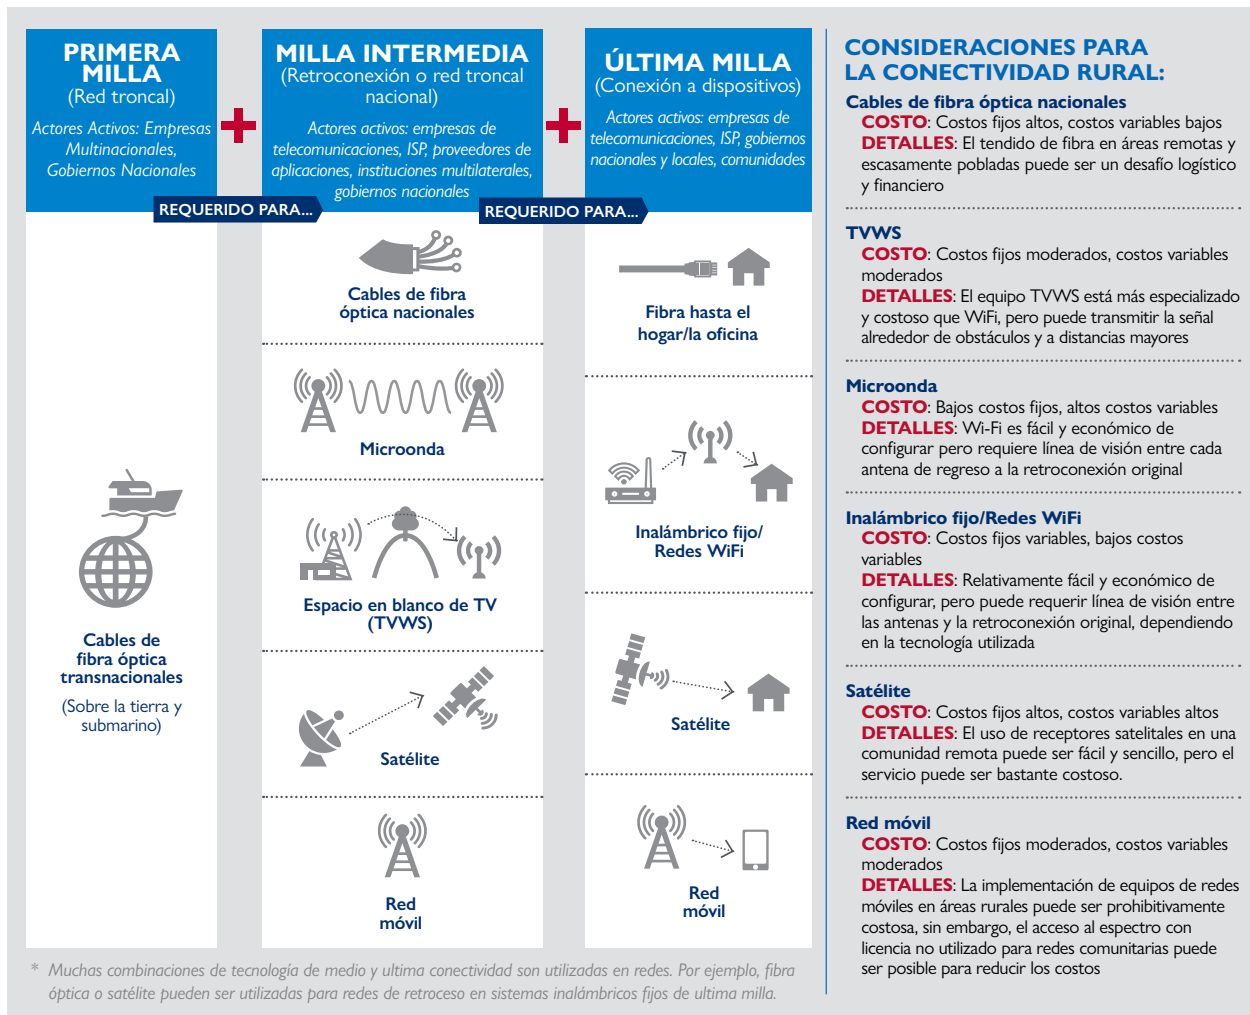 PRIMERA
MILLA
(Red troncal)
Actores Activos: Empresas
Multinacionales,
Gobiernos Nacionales
MILLA INTERMEDIA
(Retroconexión o red troncal
nacional)
Actores activos: empresas de
telecomunicaciones, ISP, proveedores de
aplicaciones, instituciones multilaterales,
gobiernos nacionales
ÚLTIMA MILLA
(Conexión a dispositivos)
Actores activos: empresas de
telecomunicaciones, ISP, gobiernos
nacionales y locales, comunidades
REQUERIDO PARA...
REQUERIDO PARA...
Cables de
fibra óptica
transnacionales
(Sobre la tierra y
submarino)
Cables de fibra
óptica nacionales
Microonda
Espacio en blanco de TV
(TVWS)
Satélite
Red
móvil
Fibra hasta el
hogar/la oficina
Inalámbrico fijo/
Redes WiFi
Satélite
Red
móvil
* Muchas combinaciones de tecnología de medio y ultima conectividad son utilizadas en redes. Por ejemplo, fibra
óptica o satélite pueden ser utilizadas para redes de retroceso en sistemas inalámbricos fijos de ultima milla.
CONSIDERACIONES PARA
LA CONECTIVIDAD RURAL:
Cables de fibra óptica nacionales
COSTO: Costos fijos altos, costos variables bajos
DETALLES: El tendido de fibra en áreas remotas y
escasamente pobladas puede ser un desafío logístico
y financiero
TVWS
COSTO: Costos fijos moderados, costos variables
moderados
DETALLES: El equipo TVWS está más especializado
y costoso que WiFi, pero puede transmitir la señal
alrededor de obstáculos y a distancias mayores
Microonda
COSTO: Bajos costos fijos, altos costos variables
DETALLES: Wi-Fi es fácil y económico de
configurar pero requiere línea de visión entre cada
antena de regreso a la retroconexión original
Inalámbrico fijo/Redes WiFi
COSTO: Costos fijos variables, bajos costos
variables
DETALLES: Relativamente fácil y económico de
configurar, pero puede requerir línea de visión entre
las antenas y la retroconexión original, dependiendo
en la tecnología utilizada
Satélite
COSTO: Costos fijos altos, costos variables altos
DETALLES: El uso de receptores satelitales en una
comunidad remota puede ser fácil y sencillo, pero el
servicio puede ser bastante costoso.
Red móvil
COSTO: Costos fijos moderados, costos variables
moderados
DETALLES: La implementación de equipos de redes
móviles en áreas rurales puede ser prohibitivamente
costosa, sin embargo, el acceso al espectro con
licencia no utilizado para redes comunitarias puede
ser posible para reducir los costos